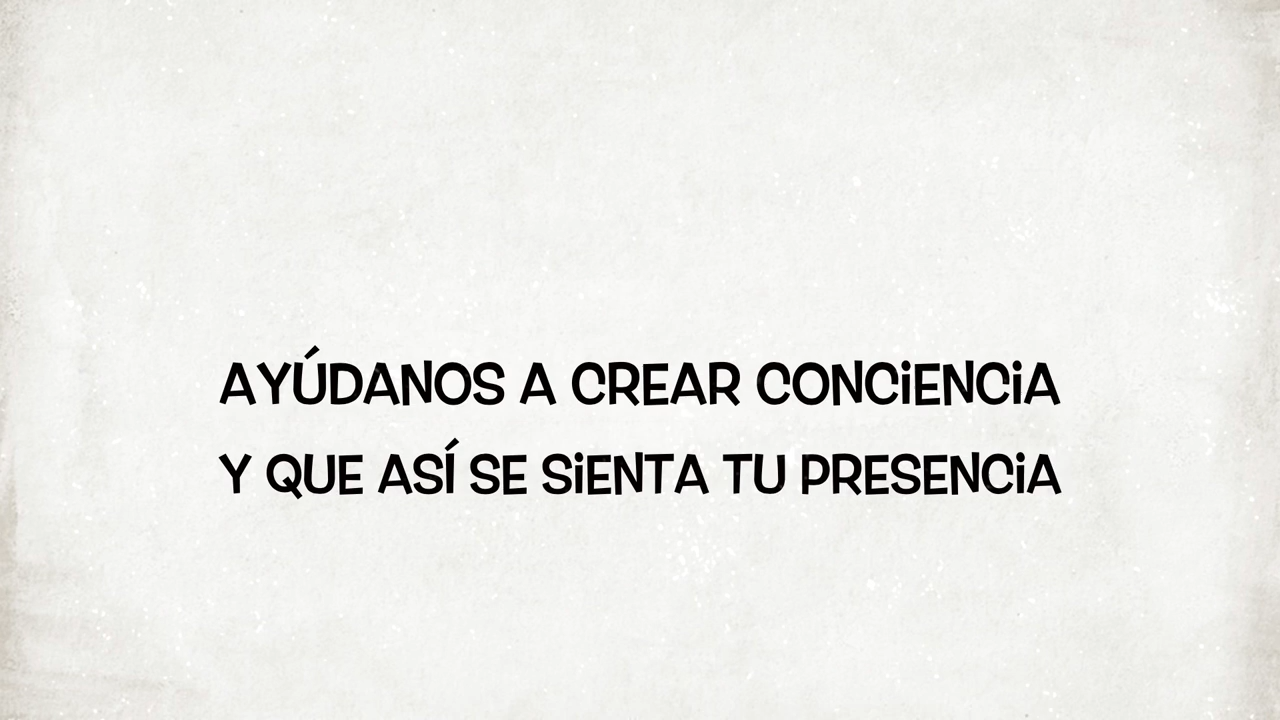 AYÚDANOS A CREAR CONCiENCiA
Y QUE ASÍ SE SiENTA TU PRESENCiA